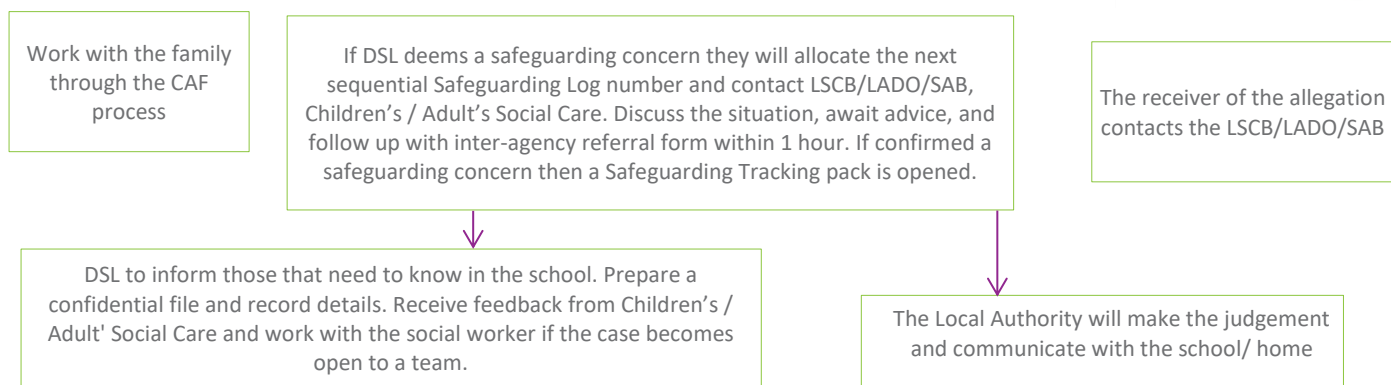 Work with the family
through the CAF
process
If DSL deems a safeguarding concern they will allocate the next
sequential Safeguarding Log number and contact LSCB/LADO/SAB,
Children's / Adult's Social Care. Discuss the situation, await advice, and
follow up with inter-agency referral form within 1 hour. If confirmed a
safeguarding concern then a Safeguarding Tracking pack is opened.
The receiver of the allegation
contacts the LSCB/LADO/SAB
DSL to inform those that need to know in the school. Prepare a
confidential file and record details. Receive feedback from Children's /
Adult' Social Care and work with the social worker if the case becomes
open to a team.
The Local Authority will make the judgement
and communicate with the school/ home